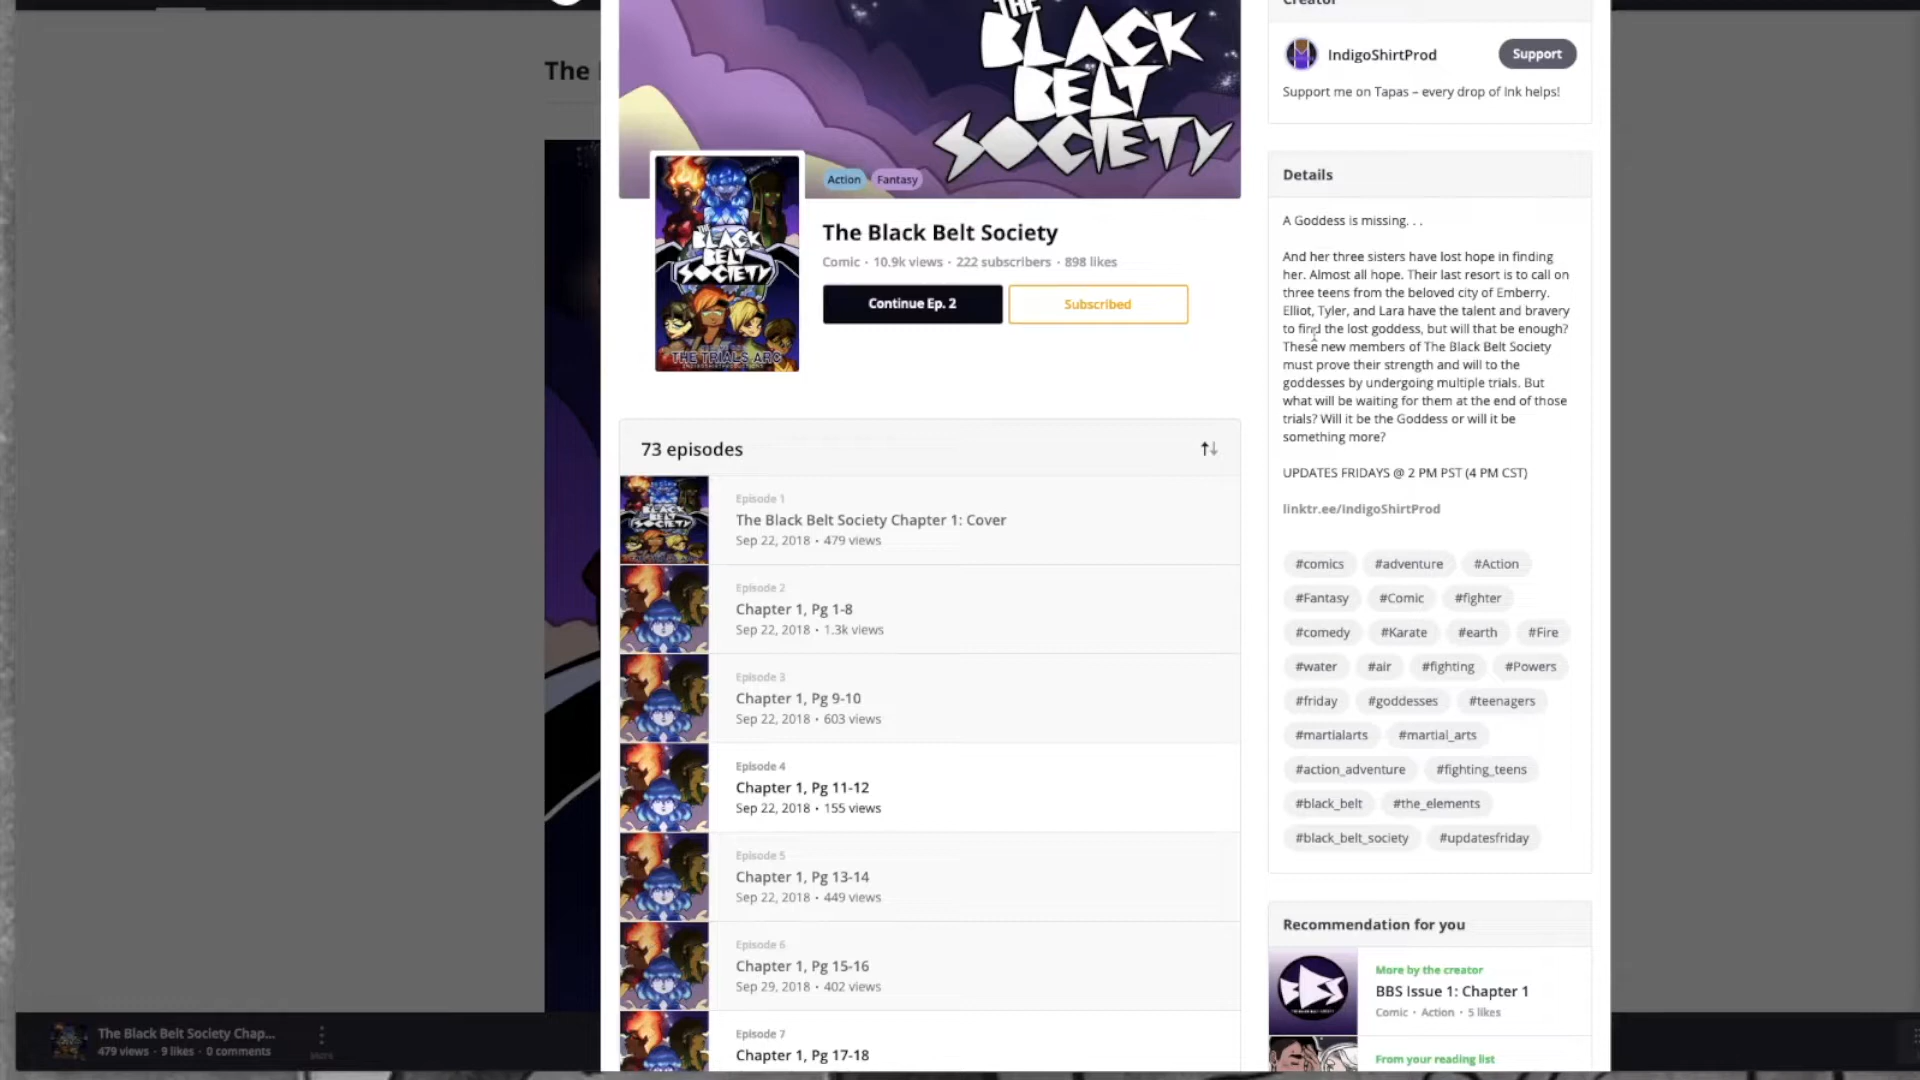 The
THE
BLACK
BELT
SOCIETY
Action
Fantasy
THE
BLACK
BELT
SOCIETY
THE TRIALS ARC
The Black Belt Society
Comic • 10.9k views • 222 subscribers • 898 likes
Continue Ep. 2
Subscribed
73 episodes
Episode 1
The Black Belt Society Chapter 1: Cover
Sep 22, 2018 • 479 views
Episode 2
Chapter 1, Pg 1-8
Sep 22, 2018 • 1.3k views
Episode 3
Chapter 1, Pg 9-10
Sep 22, 2018 • 603 views
Episode 4
Chapter 1, Pg 11-12
Sep 22, 2018 • 155 views
Episode 5
Chapter 1, Pg 13-14
Sep 22, 2018 • 449 views
Episode 6
Chapter 1, Pg 15-16
Sep 29, 2018 • 402 views
Episode 7
Chapter 1, Pg 17-18
Creator
IndigoShirtProd
Support
Support me on Tapas – every drop of Ink helps!
Details
A Goddess is missing. . .
And her three sisters have lost hope in finding
her. Almost all hope. Their last resort is to call on
three teens from the beloved city of Emberry.
Elliot, Tyler, and Lara have the talent and bravery
to find the lost goddess, but will that be enough?
These new members of The Black Belt Society
must prove their strength and will to the
goddesses by undergoing multiple trials. But
what will be waiting for them at the end of those
trials? Will it be the Goddess or will it be
something more?
UPDATES FRIDAYS @ 2 PM PST (4 PM CST)
linktr.ee/IndigoShirtProd
#comics #adventure #Action
#Fantasy #Comic #fighter
#comedy #Karate #earth #Fire
#water #air #fighting #Powers
#friday #goddesses #teenagers
#martialarts #martial_arts
#action_adventure #fighting_teens
#black_belt #the_elements
#black_belt_society #updatesfriday
Recommendation for you
BBS
More by the creator
BBS Issue 1: Chapter 1
Comic • Action • 5 likes
From your reading list
The Black Belt Society Chap...
479 views • 9 likes • 0 comments
More